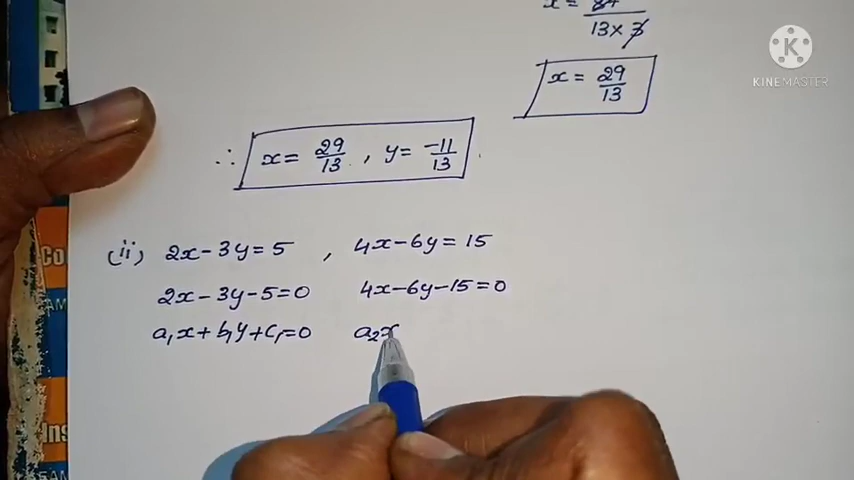 x =
13 × 3
x = 29/13
∴ x = 29/13 , y = -11/13
(ii) 2x - 3y = 5 , 4x - 6y = 15
2x - 3y - 5 = 0 4x - 6y - 15 = 0
a₁x + b₁y + c₁ = 0 a₂x
K
KINEMASTER